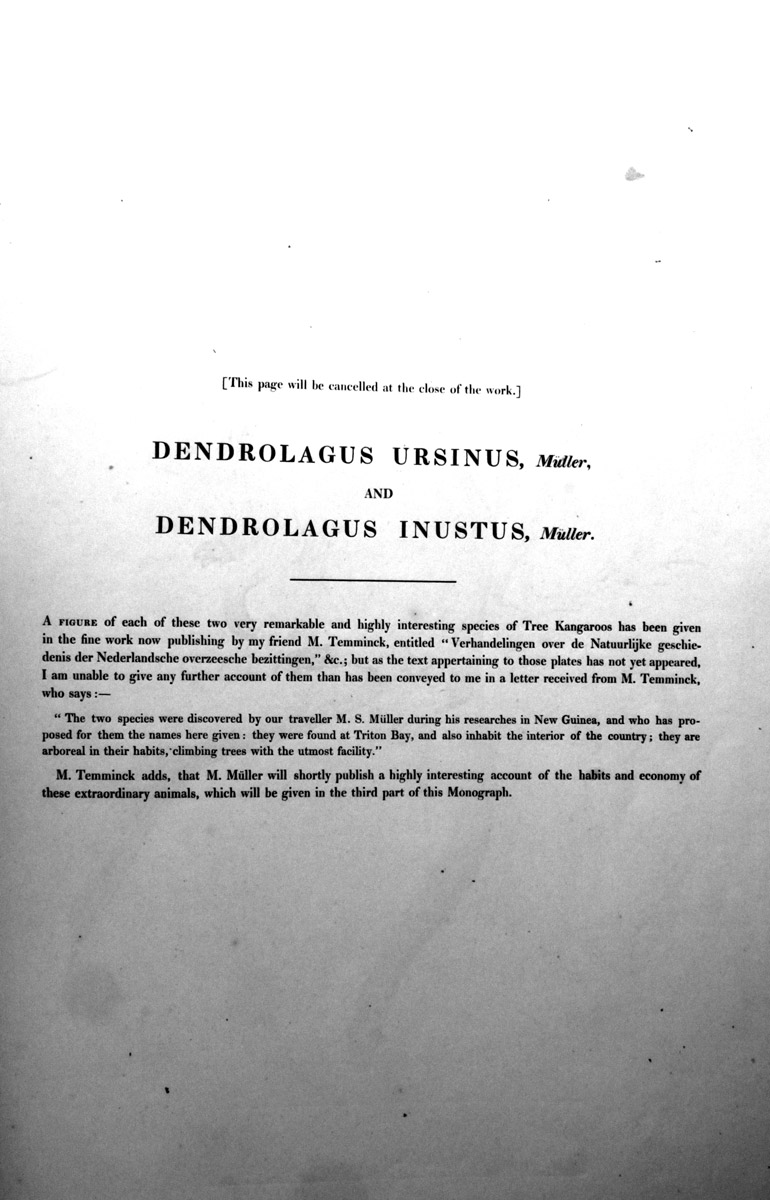 [This page will be cancelled at the close of the work.]
DENDROLAGUS URSINUS, Müller,
AND
DENDROLAGUS INUSTUS, Müller.
A FIGURE of each of these two very remarkable and highly interesting species of Tree Kangaroos has been given
in the fine work now publishing by my friend M. Temminck, entitled “Verhandelingen over de Natuurlijke geschie-
denis der Nederlandsche overzeesche bezittingen,” &c.; but as the text appertaining to those plates has not yet appeared,
I am unable to give any further account of them than has been conveyed to me in a letter received from M. Temminck,
who says:—
“The two species were discovered by our traveller M. S. Müller during his researches in New Guinea, and who has pro-
posed for them the names here given: they were found at Triton Bay, and also inhabit the interior of the country; they are
arboreal in their habits, climbing trees with the utmost facility.”
M. Temminck adds, that M. Müller will shortly publish a highly interesting account of the habits and economy of
these extraordinary animals, which will be given in the third part of this Monograph.